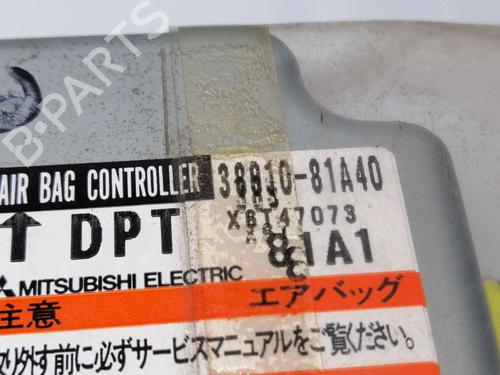 AIR BAG CONTROLLER 38910-81A40
X6T47073
↑ DPT 81A1
MITSUBISHI ELECTRIC
注意 エアバッグ
り外す前に必ずサービスマニュアルをご覧ください。
B-PARTS